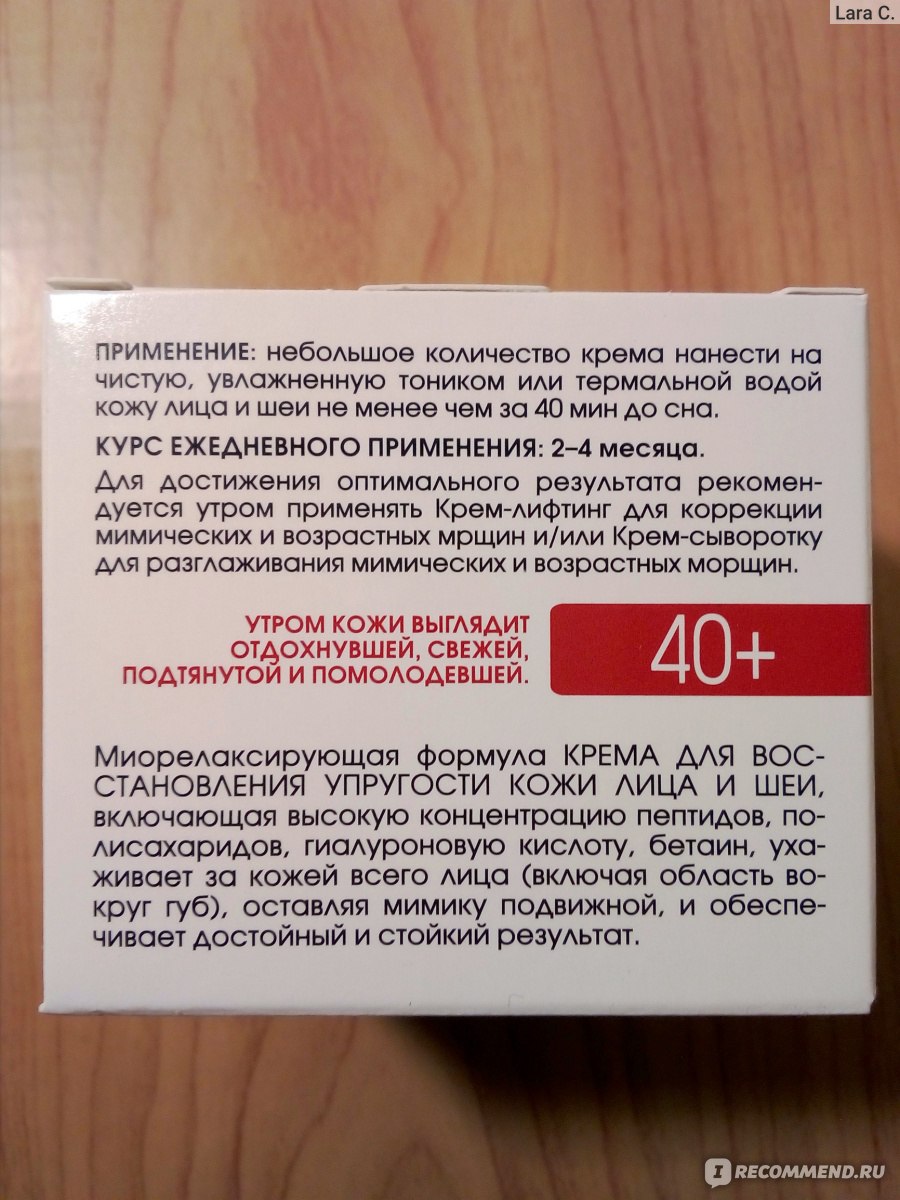 Lara C.
ПРИМЕНЕНИЕ: небольшое количество крема нанести на
чистую, увлажненную тоником или термальной водой
кожу лица и шеи не менее чем за 40 мин до сна.
КУРС ЕЖЕДНЕВНОГО ПРИМЕНЕНИЯ: 2–4 месяца.
Для достижения оптимального результата рекомен-
дуется утром применять Крем-лифтинг для коррекции
мимических и возрастных мрщин и/или Крем-сыворотку
для разглаживания мимических и возрастных морщин.
УТРОМ КОЖИ ВЫГЛЯДИТ
ОТДОХНУВШЕЙ, СВЕЖЕЙ,
ПОДТЯНУТОЙ И ПОМОЛОДЕВШЕЙ.
40+
Миорелаксирующая формула КРЕМА ДЛЯ ВОС-
СТАНОВЛЕНИЯ УПРУГОСТИ КОЖИ ЛИЦА И ШЕИ,
включающая высокую концентрацию пептидов, по-
лисахаридов, гиалуроновую кислоту, бетаин, уха-
живает за кожей всего лица (включая область во-
круг губ), оставляя мимику подвижной, и обеспе-
чивает достойный и стойкий результат.
IRECOMMEND.RU